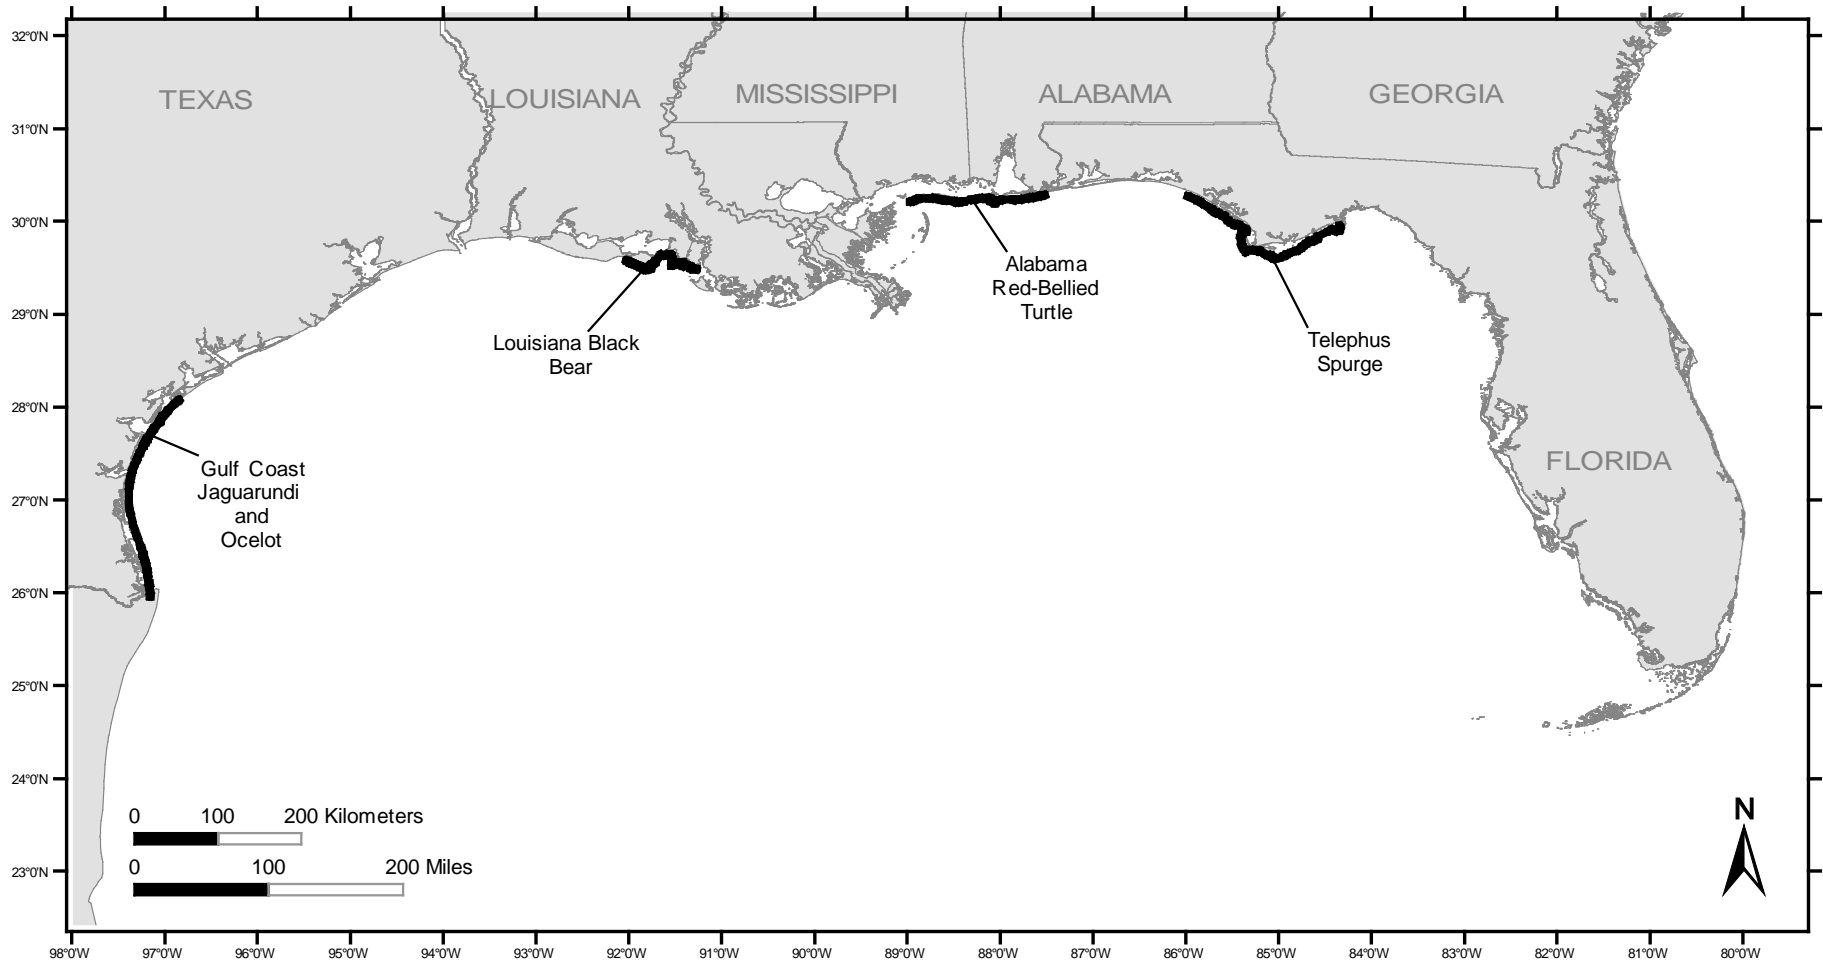 32°0'N
31°0'N
30°0'N
29°0'N
28°0'N
27°0'N
26°0'N
25°0'N
24°0'N
23°0'N
TEXAS
LOUISIANA
MISSISSIPPI
ALABAMA
GEORGIA
FLORIDA
Gulf Coast
Jaguarundi
and
Ocelot
Louisiana Black
Bear
Alabama
Red-Bellied
Turtle
Telephus
Spurge
0 100 200 Kilometers
0 100 200 Miles
N
98°0'W 97°0'W 96°0'W 95°0'W 94°0'W 93°0'W 92°0'W 91°0'W 90°0'W 89°0'W 88°0'W 87°0'W 86°0'W 85°0'W 84°0'W 83°0'W 82°0'W 81°0'W 80°0'W